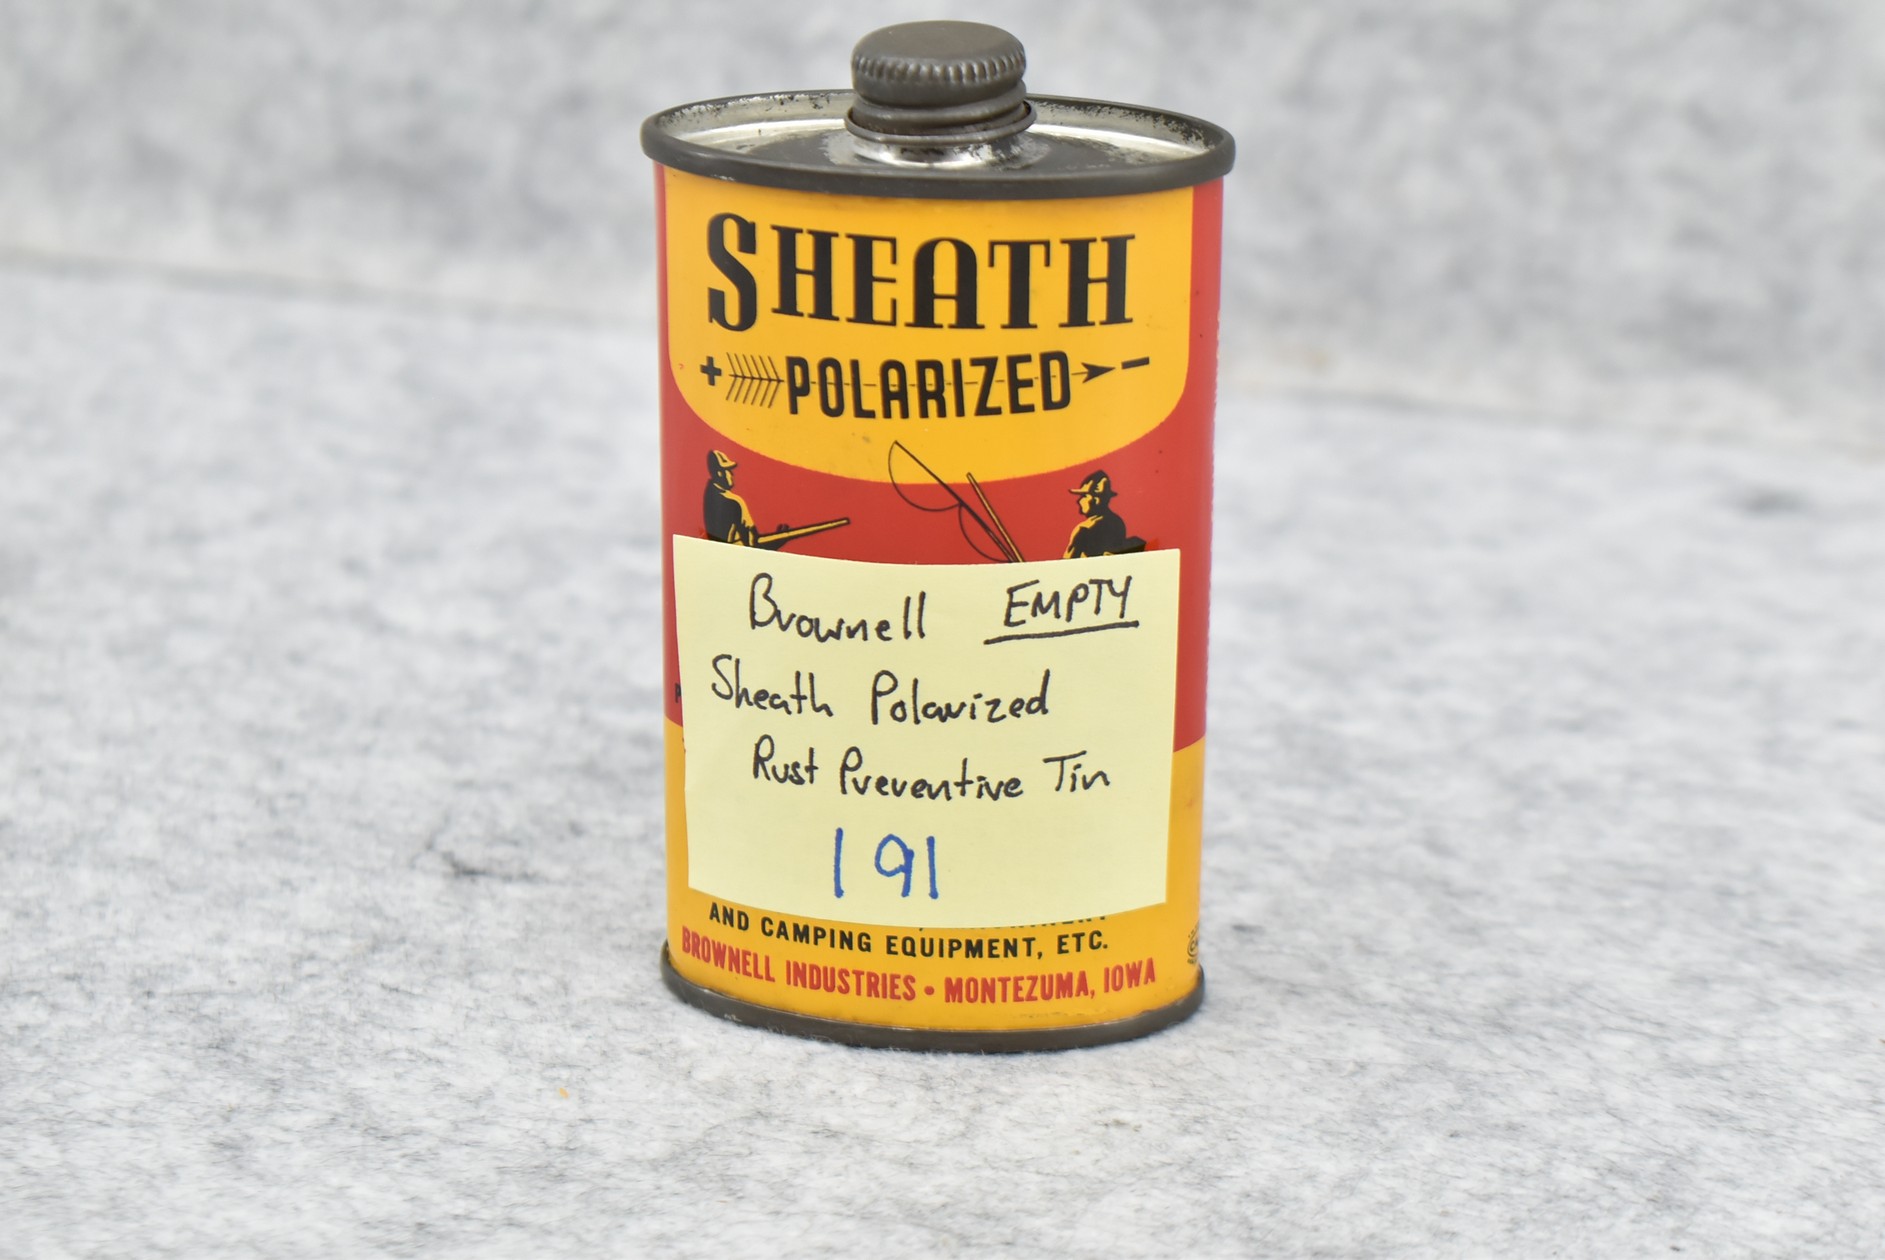 SHEATH
+ POLARIZED -
Brownell EMPTY
Sheath Polarized
Rust Preventive Tin
191
AND CAMPING EQUIPMENT, ETC.
BROWNELL INDUSTRIES • MONTEZUMA, IOWA